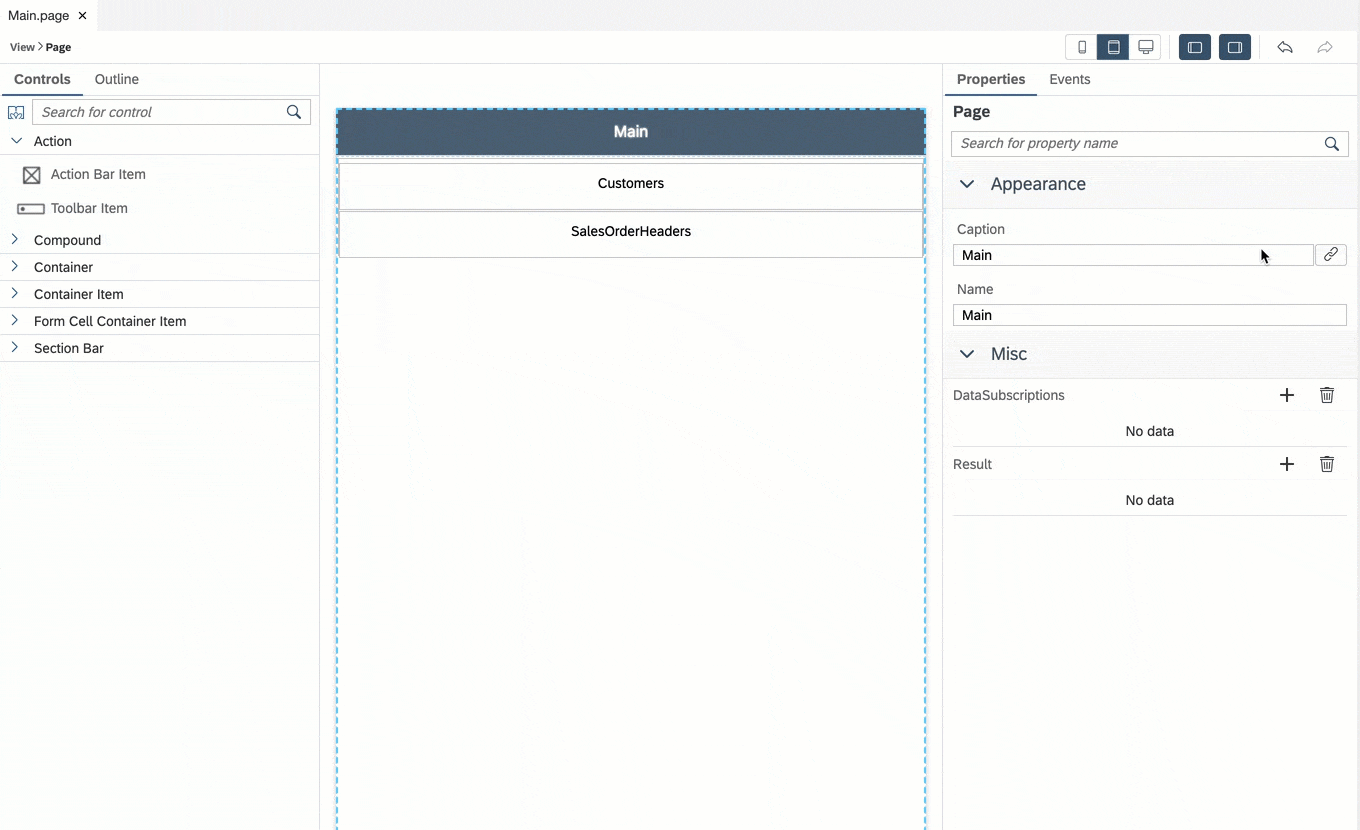 Main.page ×
View > Page
Controls Outline
Search for control
Action
Action Bar Item
Toolbar Item
Compound
Container
Container Item
Form Cell Container Item
Section Bar
Main
Customers
SalesOrderHeaders
Properties Events
Page
Search for property name
Appearance
Caption
Main
Name
Main
Misc
DataSubscriptions
No data
Result
No data